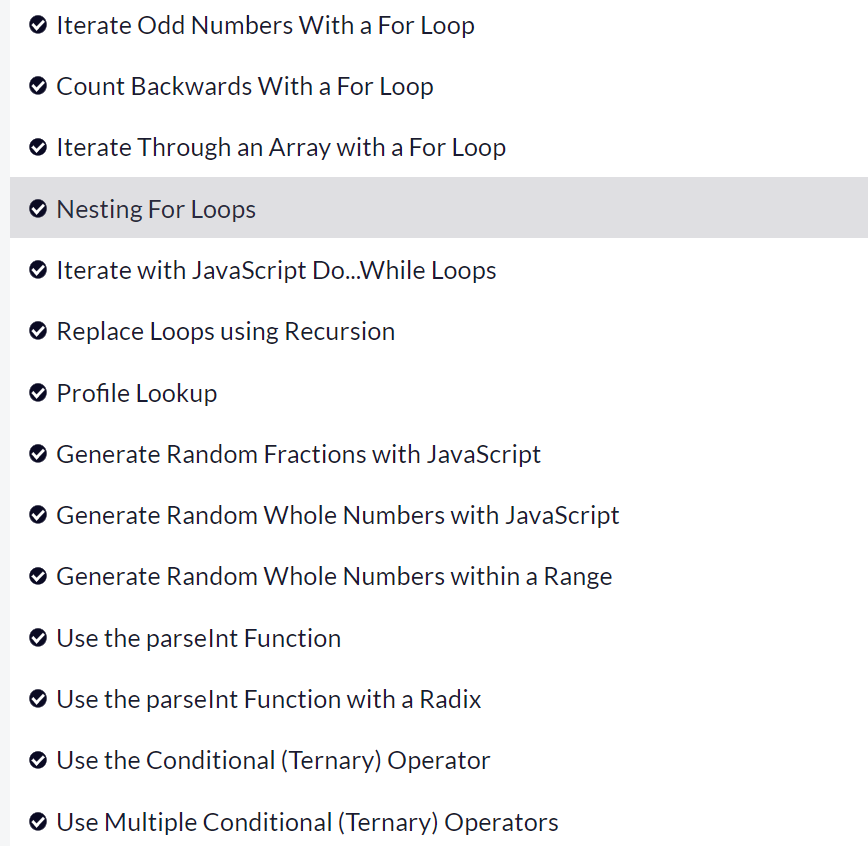 Iterate Odd Numbers With a For Loop
Count Backwards With a For Loop
Iterate Through an Array with a For Loop
Nesting For Loops
Iterate with JavaScript Do...While Loops
Replace Loops using Recursion
Profile Lookup
Generate Random Fractions with JavaScript
Generate Random Whole Numbers with JavaScript
Generate Random Whole Numbers within a Range
Use the parseInt Function
Use the parseInt Function with a Radix
Use the Conditional (Ternary) Operator
Use Multiple Conditional (Ternary) Operators